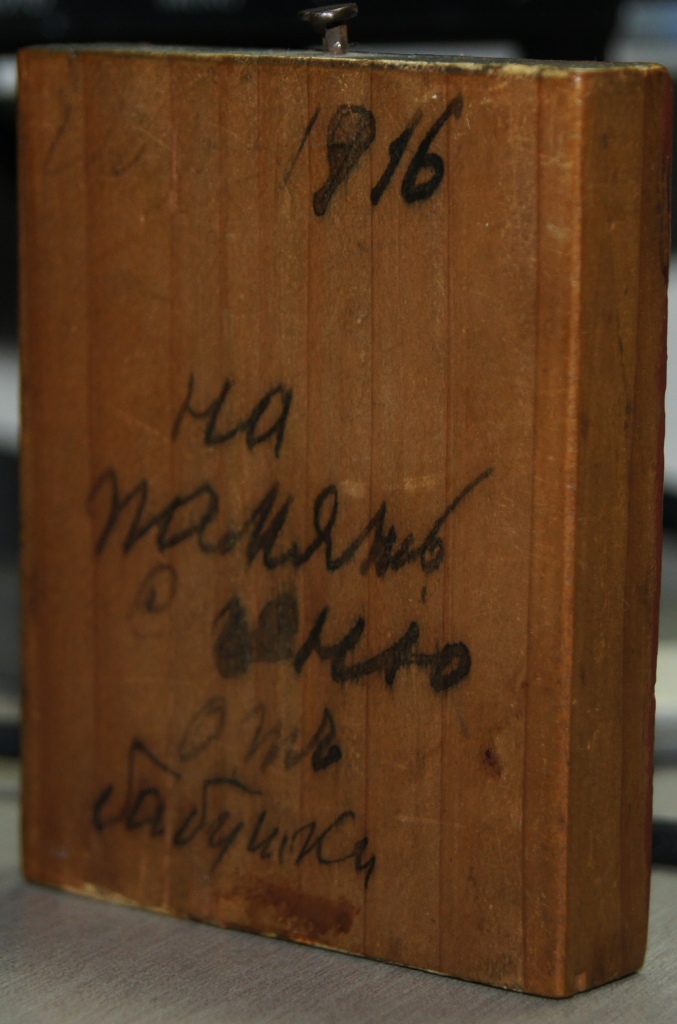 1916
на
память
отъ
бабушки